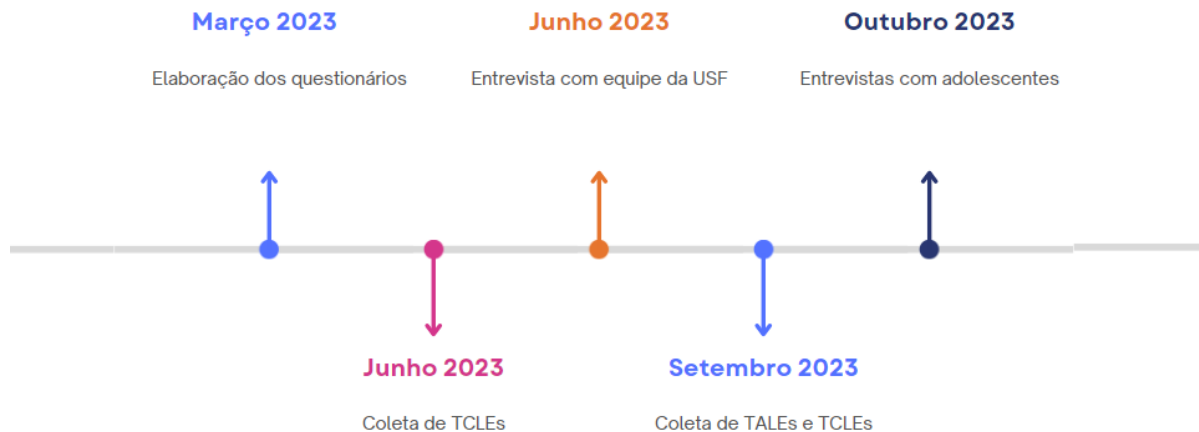 Março 2023
Elaboração dos questionários
Junho 2023
Coleta de TCLEs
Junho 2023
Entrevista com equipe da USF
Setembro 2023
Coleta de TALEs e TCLEs
Outubro 2023
Entrevistas com adolescentes